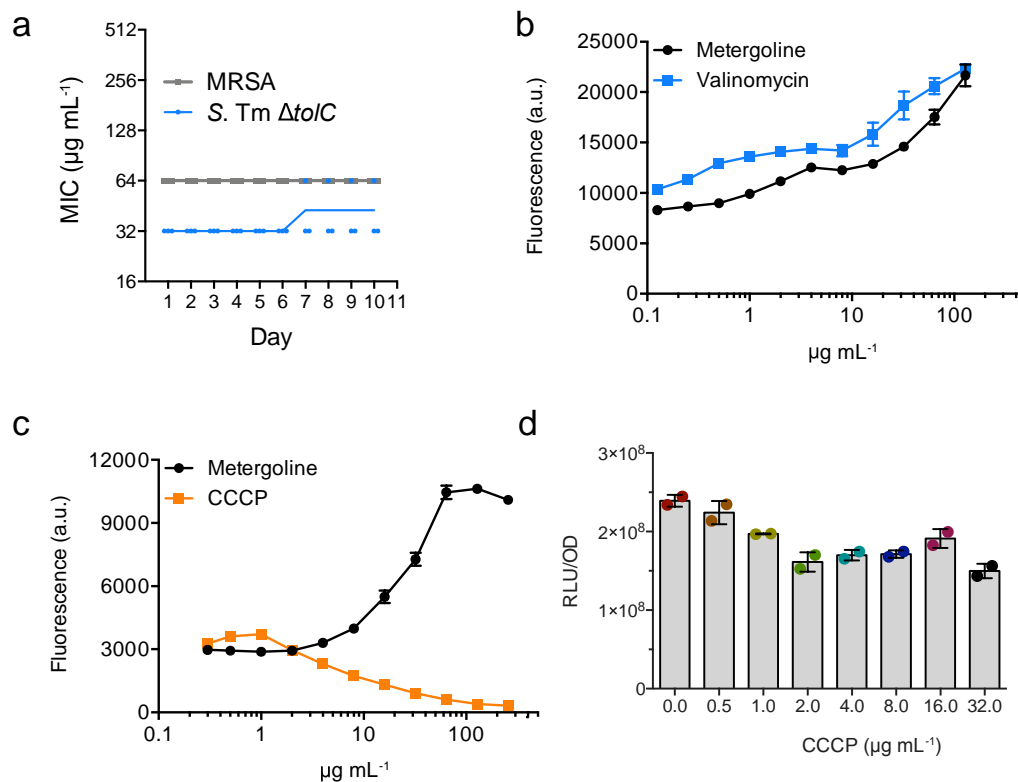 a
512
256
128
64
32
16
MIC (µg mL⁻¹)
MRSA
S. Tm ΔtolC
1 2 3 4 5 6 7 8 9 10 11
Day
b
25000
20000
15000
10000
5000
0
Fluorescence (a.u.)
Metergoline
Valinomycin
0.1 1 10 100
µg mL⁻¹
c
12000
9000
6000
3000
0
Fluorescence (a.u.)
Metergoline
CCCP
0.1 1 10 100
µg mL⁻¹
d
3×10⁸
2×10⁸
1×10⁸
0
RLU/OD
0.0 0.5 1.0 2.0 4.0 8.0 16.0 32.0
CCCP (µg mL⁻¹)